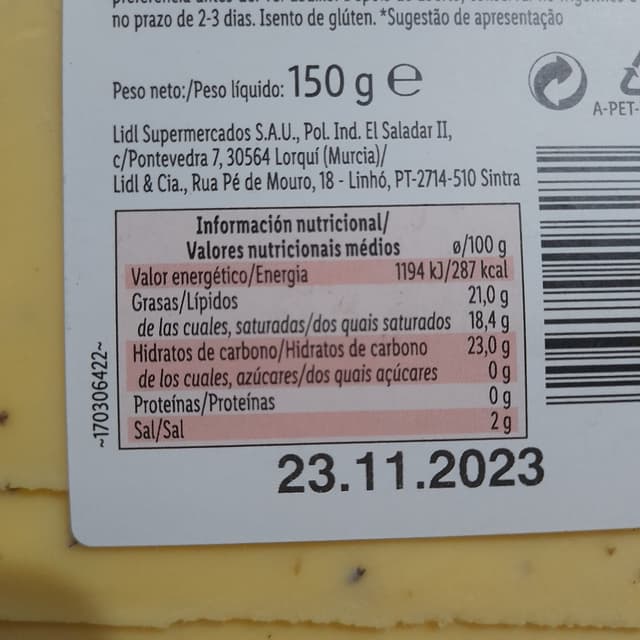 no prazo de 2-3 dias. Isento de glúten. *Sugestão de apresentação
Peso neto:/Peso líquido: 150 g e
A-PET-
Lidl Supermercados S.A.U., Pol. Ind. El Saladar II,
c/Pontevedra 7, 30564 Lorquí (Murcia)/
Lidl & Cia., Rua Pé de Mouro, 18 - Linhó, PT-2714-510 Sintra
Información nutricional/
Valores nutricionais médios ø/100 g
Valor energético/Energia 1194 kJ/287 kcal
Grasas/Lípidos 21,0 g
de las cuales, saturadas/dos quais saturados 18,4 g
Hidratos de carbono/Hidratos de carbono 23,0 g
de los cuales, azúcares/dos quais açúcares 0 g
Proteínas/Proteínas 0 g
Sal/Sal 2 g
~170306422~
23.11.2023